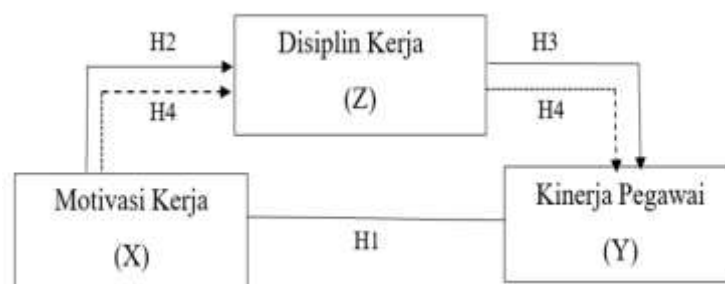 H2
Disiplin Kerja
(Z)
H3
H4
H4
Motivasi Kerja
(X)
H1
Kinerja Pegawai
(Y)